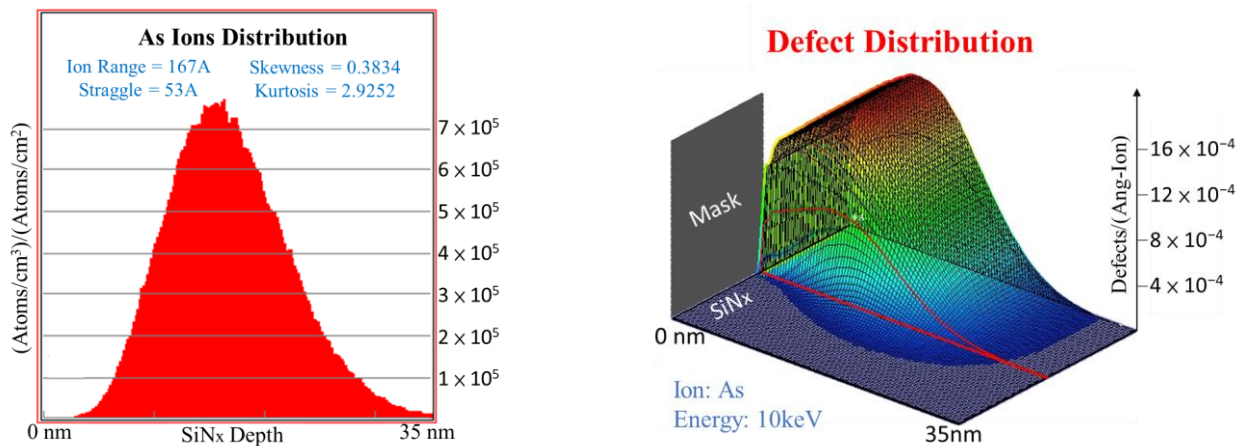 As Ions Distribution
Ion Range = 167A Skewness = 0.3834
Straggle = 53A Kurtosis = 2.9252
(Atoms/cm³)/(Atoms/cm²)
7 × 10⁵
6 × 10⁵
5 × 10⁵
4 × 10⁵
3 × 10⁵
2 × 10⁵
1 × 10⁵
0 nm SiNx Depth 35 nm
Defect Distribution
Mask
SiNx
0 nm
35nm
Ion: As
Energy: 10keV
Defects/(Ang-Ion)
16 × 10⁻⁴
12 × 10⁻⁴
8 × 10⁻⁴
4 × 10⁻⁴